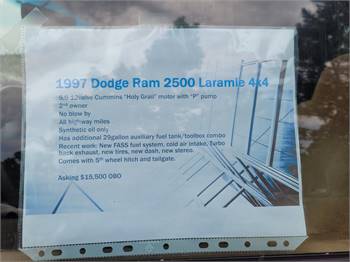 1997 Dodge Ram 2500 Laramie 4x4
5.9 12valve Cummins "Holy Grail" motor with "P" pump
2nd owner
No blow by
All highway miles
Synthetic oil only
Has additional 29gallon auxiliary fuel tank/toolbox combo
Recent work: New FASS fuel system, cold air intake, Turbo
back exhaust, new tires, new dash, new stereo.
Comes with 5th wheel hitch and tailgate.
Asking $15,500 OBO